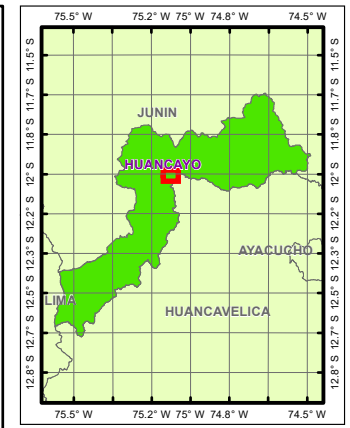 75.5° W 75.2° W 75° W 74.8° W 74.5° W
11.5° S 11.5° S
11.7° S 11.7° S
11.8° S 11.8° S
12° S 12° S
12.2° S 12.2° S
12.3° S 12.3° S
12.5° S 12.5° S
12.7° S 12.7° S
12.8° S 12.8° S
JUNIN
HUANCAYO
AYACUCHO
LIMA
HUANCAVELICA
75.5° W 75.2° W 75° W 74.8° W 74.5° W